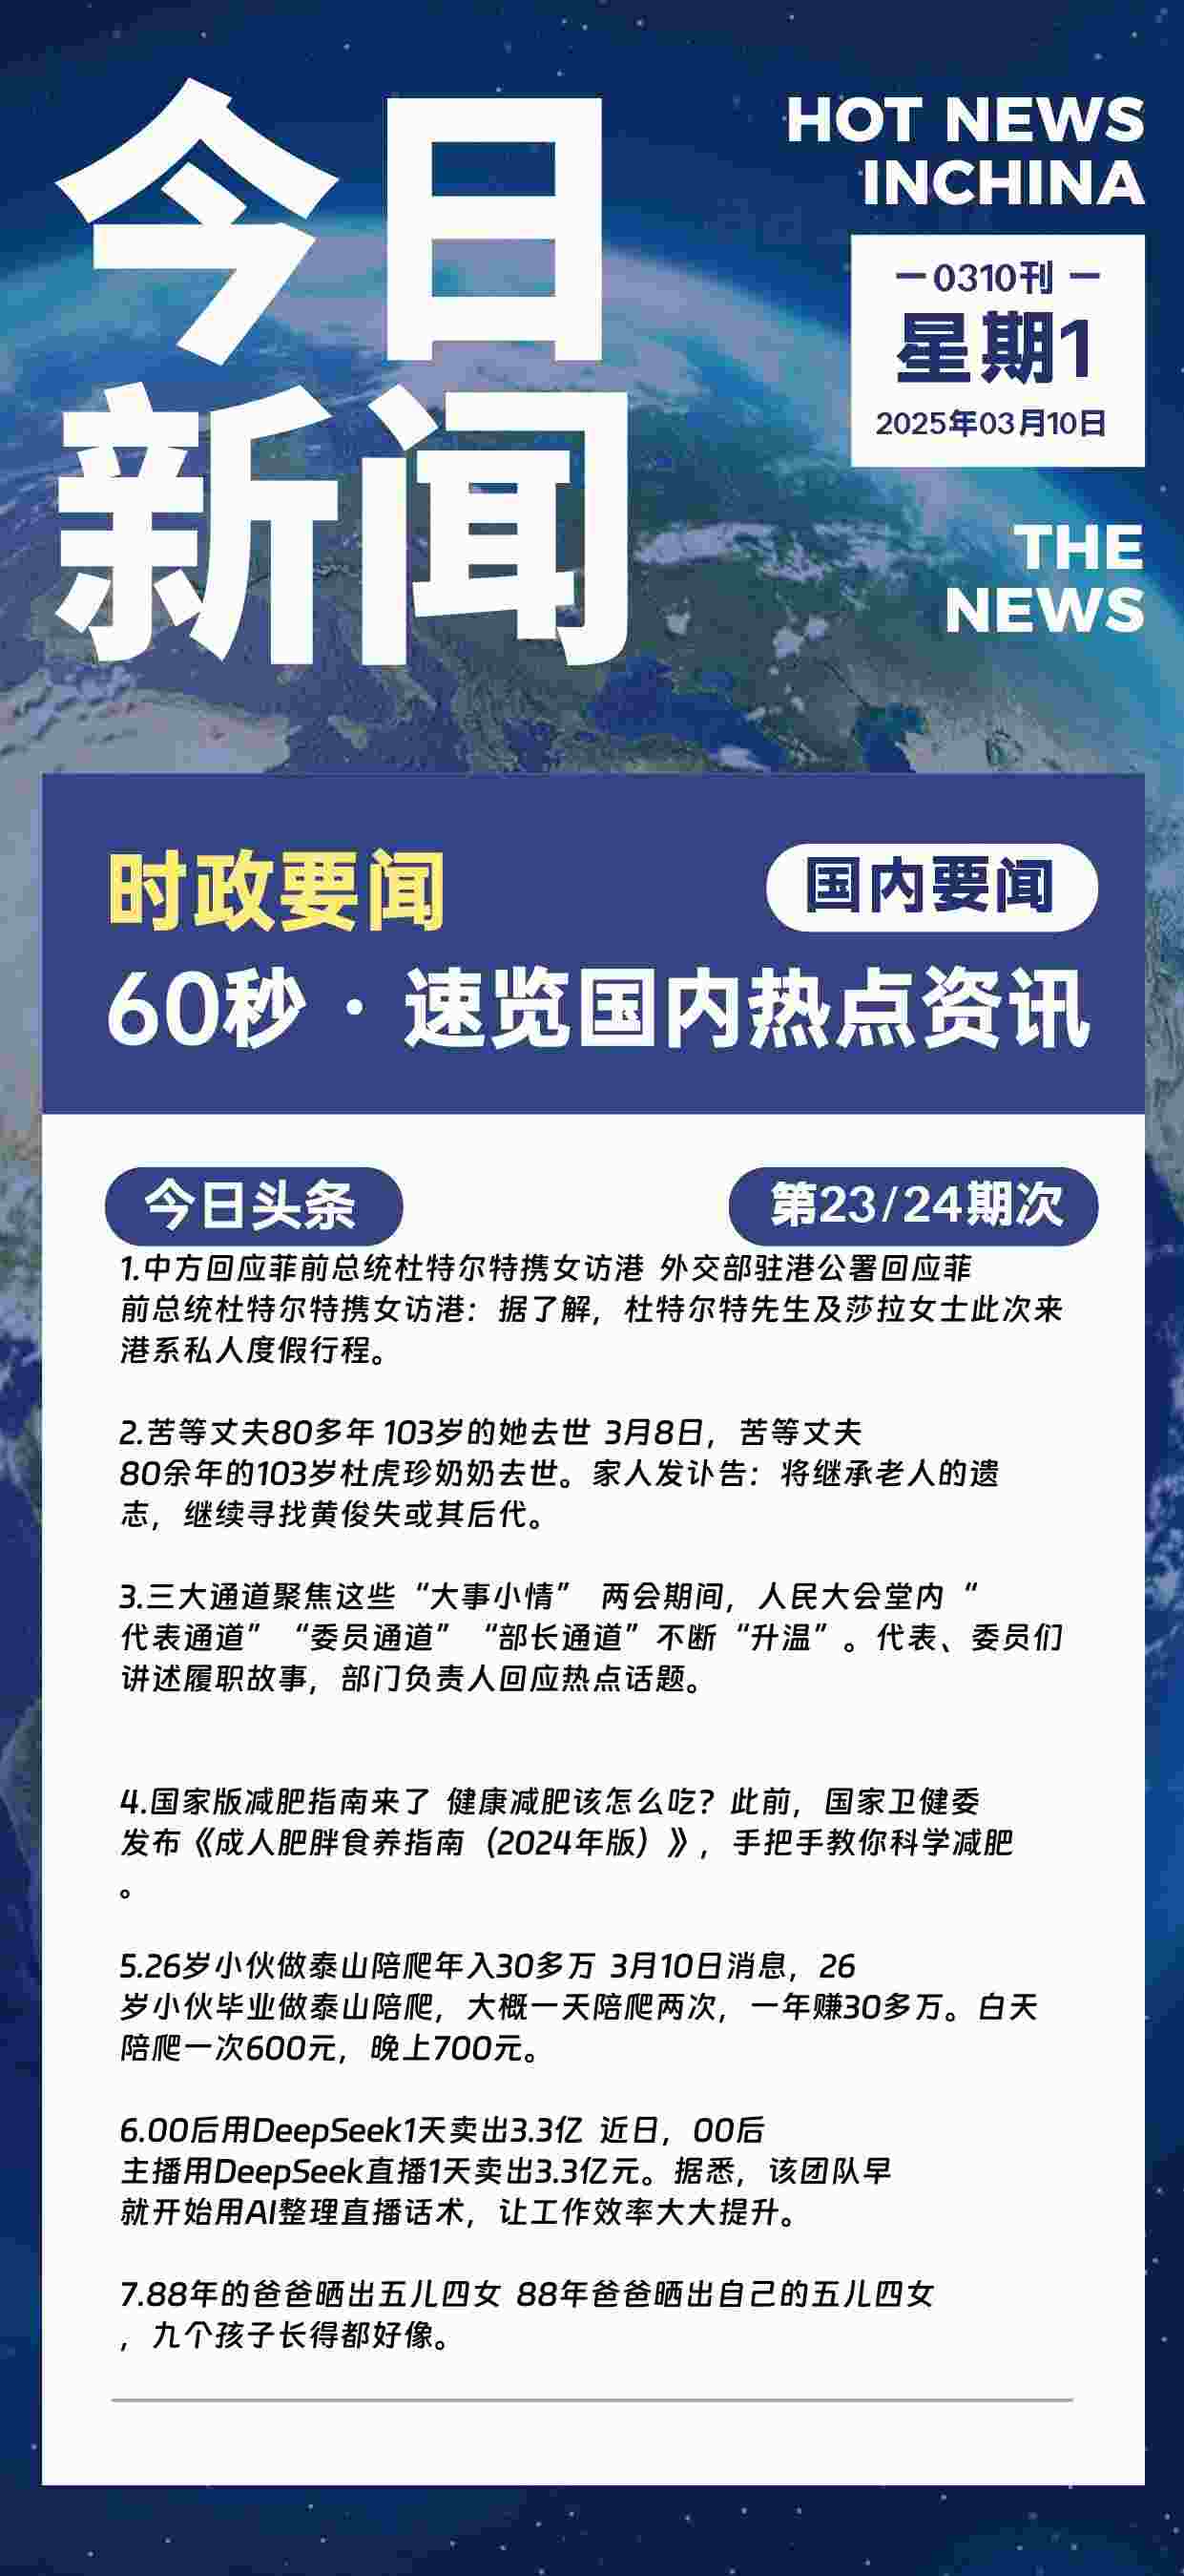 今日
新闻
HOT NEWS
INCHINA
—0310刊 —
星期1
2025年03月10日
THE
NEWS
时政要闻
国内要闻
60秒 · 速览国内热点资讯
今日头条
第23/24期次
1.中方回应菲前总统杜特尔特携女访港 外交部驻港公署回应菲
前总统杜特尔特携女访港：据了解，杜特尔特先生及莎拉女士此次来
港系私人度假行程。
2.苦等丈夫80多年 103岁的她去世 3月8日，苦等丈夫
80余年的103岁杜虎珍奶奶去世。家人发讣告：将继承老人的遗
志，继续寻找黄俊失或其后代。
3.三大通道聚焦这些“大事小情” 两会期间，人民大会堂内“
代表通道”“委员通道”“部长通道”不断“升温”。代表、委员们
讲述履职故事，部门负责人回应热点话题。
4.国家版减肥指南来了 健康减肥该怎么吃？此前，国家卫健委
发布《成人肥胖食养指南（2024年版）》，手把手教你科学减肥
。
5.26岁小伙做泰山陪爬年入30多万 3月10日消息，26
岁小伙毕业做泰山陪爬，大概一天陪爬两次，一年赚30多万。白天
陪爬一次600元，晚上700元。
6.00后用DeepSeek1天卖出3.3亿 近日，00后
主播用DeepSeek直播1天卖出3.3亿元。据悉，该团队早
就开始用AI整理直播话术，让工作效率大大提升。
7.88年的爸爸晒出五儿四女 88年爸爸晒出自己的五儿四女
，九个孩子长得都好像。